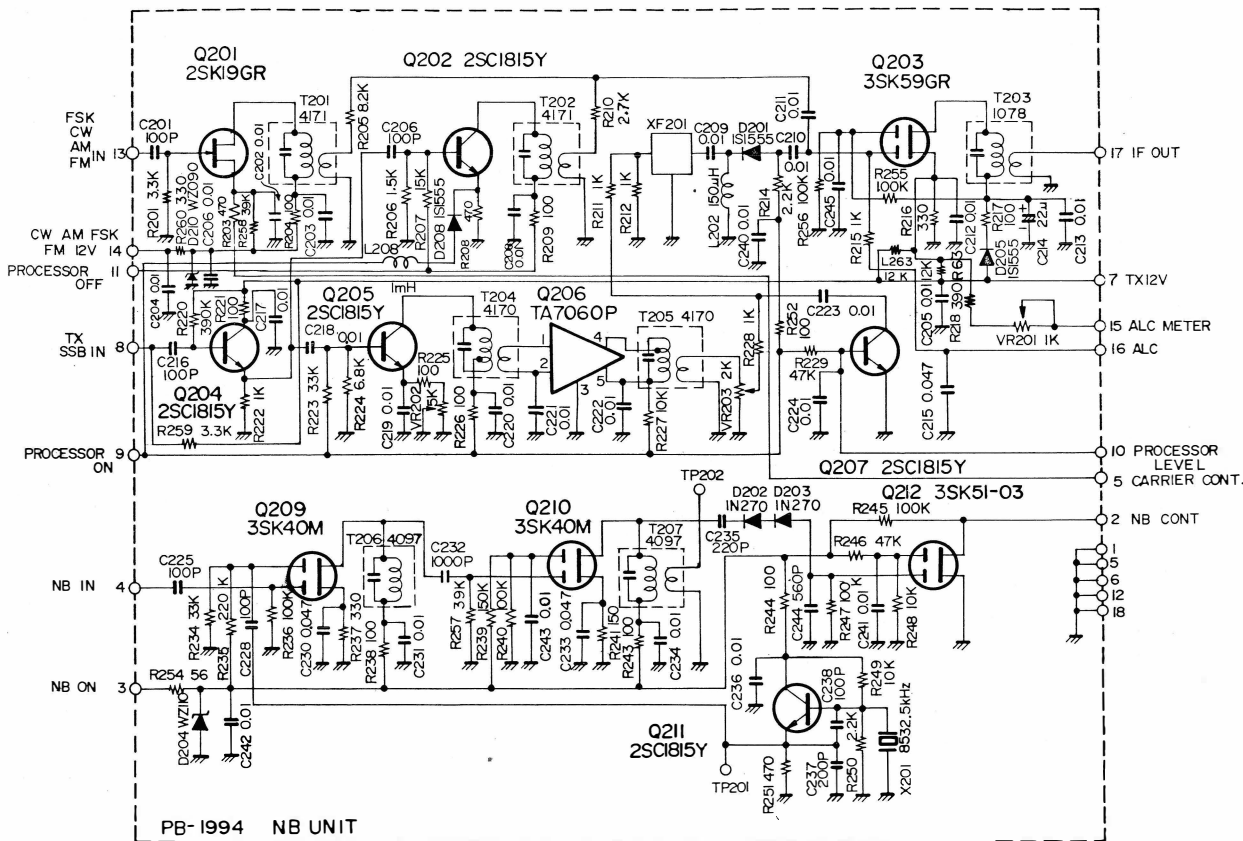 Q201
2SK19GR
Q202 2SC1815Y
Q203
3SK59GR
FSK
CW
AM
FM IN 13
C201
100P
R201 3.3K
T201
4171
C202 0.01
R205 8.2K
C206
100P
T202
4171
R210
2.7K
XF201
C209
0.01
D201
1S1555
C210
0.01
C211
0.01
T203
1078
17 IF OUT
R260 330
D210 WZ090
C206 0.01
R203 470
R258 39K
R204 100
C203 0.01
R206 1.5K
R207 15K
D208 1S1555
470
R208
C208
0.01
R209 100
R211 1K
R212 1K
L202 150μH
R214
2.2K
C240 0.01
R256 100K
C245 0.01
R215 1K
R255
100K
R216
330
C212 0.01
R217
100
D205
1S1555
C214 22μ
+
C213 0.01
CW AM FSK
FM 12V 14
PROCESSOR 11
OFF
L208
1mH
L263
12K
12K
R63
7 TX12V
C204 0.01
R220
390K
R221
100
C217
0.01
TX
SSB IN 8
C216
100P
Q204
2SC1815Y
R222 1K
R259 3.3K
Q205
2SC1815Y
C218
0.01
R223 33K
R224 6.8K
C219 0.01
R225
100
VR202
5K
T204
4170
R226 100
C220 0.01
Q206
TA7060P
1
2
3
4
5
C221
0.01
C222
0.01
T205 4170
R227 10K
VR203 2K
R228 1K
C223 0.01
R252
100
R229
47K
C224
0.01
Q207 2SC1815Y
C205 0.01
R218 390
VR201 1K
15 ALC METER
16 ALC
C215 0.047
PROCESSOR 9
ON
10 PROCESSOR
LEVEL
5 CARRIER CONT.
TP202
Q209
3SK40M
Q210
3SK40M
D202
1N270
D203
1N270
Q212 3SK51-03
R245 100K
2 NB CONT
C225
100P
NB IN 4
T206 4097
C232
1000P
T207
4097
C235
220P
R246 47K
1
5
6
12
18
R234 33K
R235 220K
C228 100P
R236 100K
C230 0.047
R237 330
R238 100
C231 0.01
R257 39K
R239 150K
R240 100K
C243 0.01
C233 0.047
R241 150
R243 100
C234 0.01
R244 100
C244 560P
R247 100
C241 0.01
R248 10K
NB ON 3
R254 56
D204 WZ110
C242 0.01
C236 0.01
C238
100P
R249
10K
Q211
2SC1815Y
TP201
R251 470
C237
200P
2.2K
R250
X201 8532.5kHz
PB-1994 NB UNIT